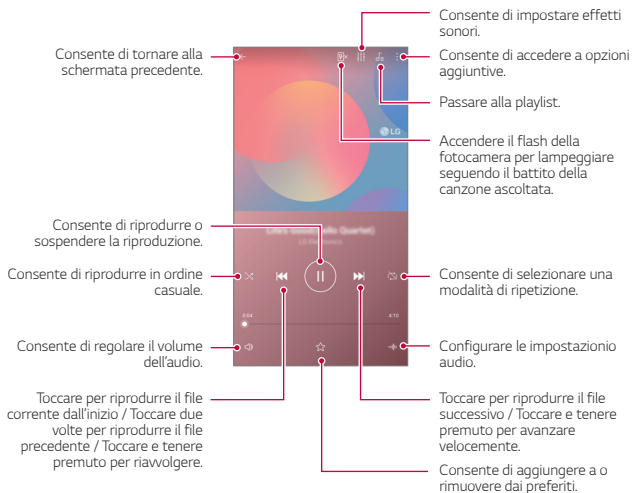 Consente di impostare effetti
sonori.
Consente di tornare alla
schermata precedente.
Consente di accedere a opzioni
aggiuntive.
Passare alla playlist.
LG
Accendere il flash della
fotocamera per lampeggiare
seguendo il battito della
canzone ascoltata.
Consente di riprodurre o
sospendere la riproduzione.
LG Electronics
Consente di riprodurre in ordine
casuale.
Consente di selezionare una
modalità di ripetizione.
0:04
4:10
Consente di regolare il volume
dell'audio.
Configurare le impostazionio
audio.
Toccare per riprodurre il file
corrente dall'inizio / Toccare due
volte per riprodurre il file
precedente / Toccare e tenere
premuto per riavvolgere.
Toccare per riprodurre il file
successivo / Toccare e tenere
premuto per avanzare
velocemente.
Consente di aggiungere a o
rimuovere dai preferiti.